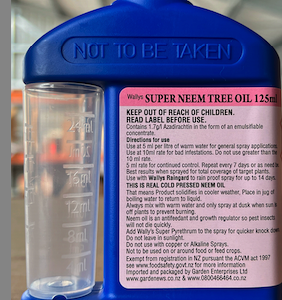 NOT TO BE TAKEN
Wallys SUPER NEEM TREE OIL 125ml
KEEP OUT OF REACH OF CHILDREN.
READ LABEL BEFORE USE.
Contains 1.7g/l Azadirachtin in the form of an emulsifiable
concentrate.
Directions for use
Use at 5 ml per litre of warm water for general spray applications.
Use at 10ml rate for bad infestations. Do not use greater than the
10 ml rate.
5 ml rate for continued control. Repeat every 7 days or as need be
Best results when sprayed for total coverage of target plants.
Use with Wallys Raingard to rain proof spray for up to 14 days.
THIS IS REAL COLD PRESSED NEEM OIL
That means Product solidifies in cooler weather, Place in jug of
boiling water to return to liquid.
Always mix with warm water and only spray at dusk when sun is
off plants to prevent burning.
Neem oil is an antifeedant and growth regulator so pest insects
will not die quickly.
Add Wally's Super Pyrethrum to the spray for quicker knock down
Do not leave in sunlight.
Do not use with copper or Alkaline Sprays.
Not to be used on or around food or feed crops.
Exempt from registration in NZ pursuant the ACVM act 1997
see www.foodsafety.govt.nz for more information
Imported and packaged by Garden Enterprises Ltd
www.gardenews.co.nz & www.0800466464.co.nz
24ml
16ml
12ml
8ml